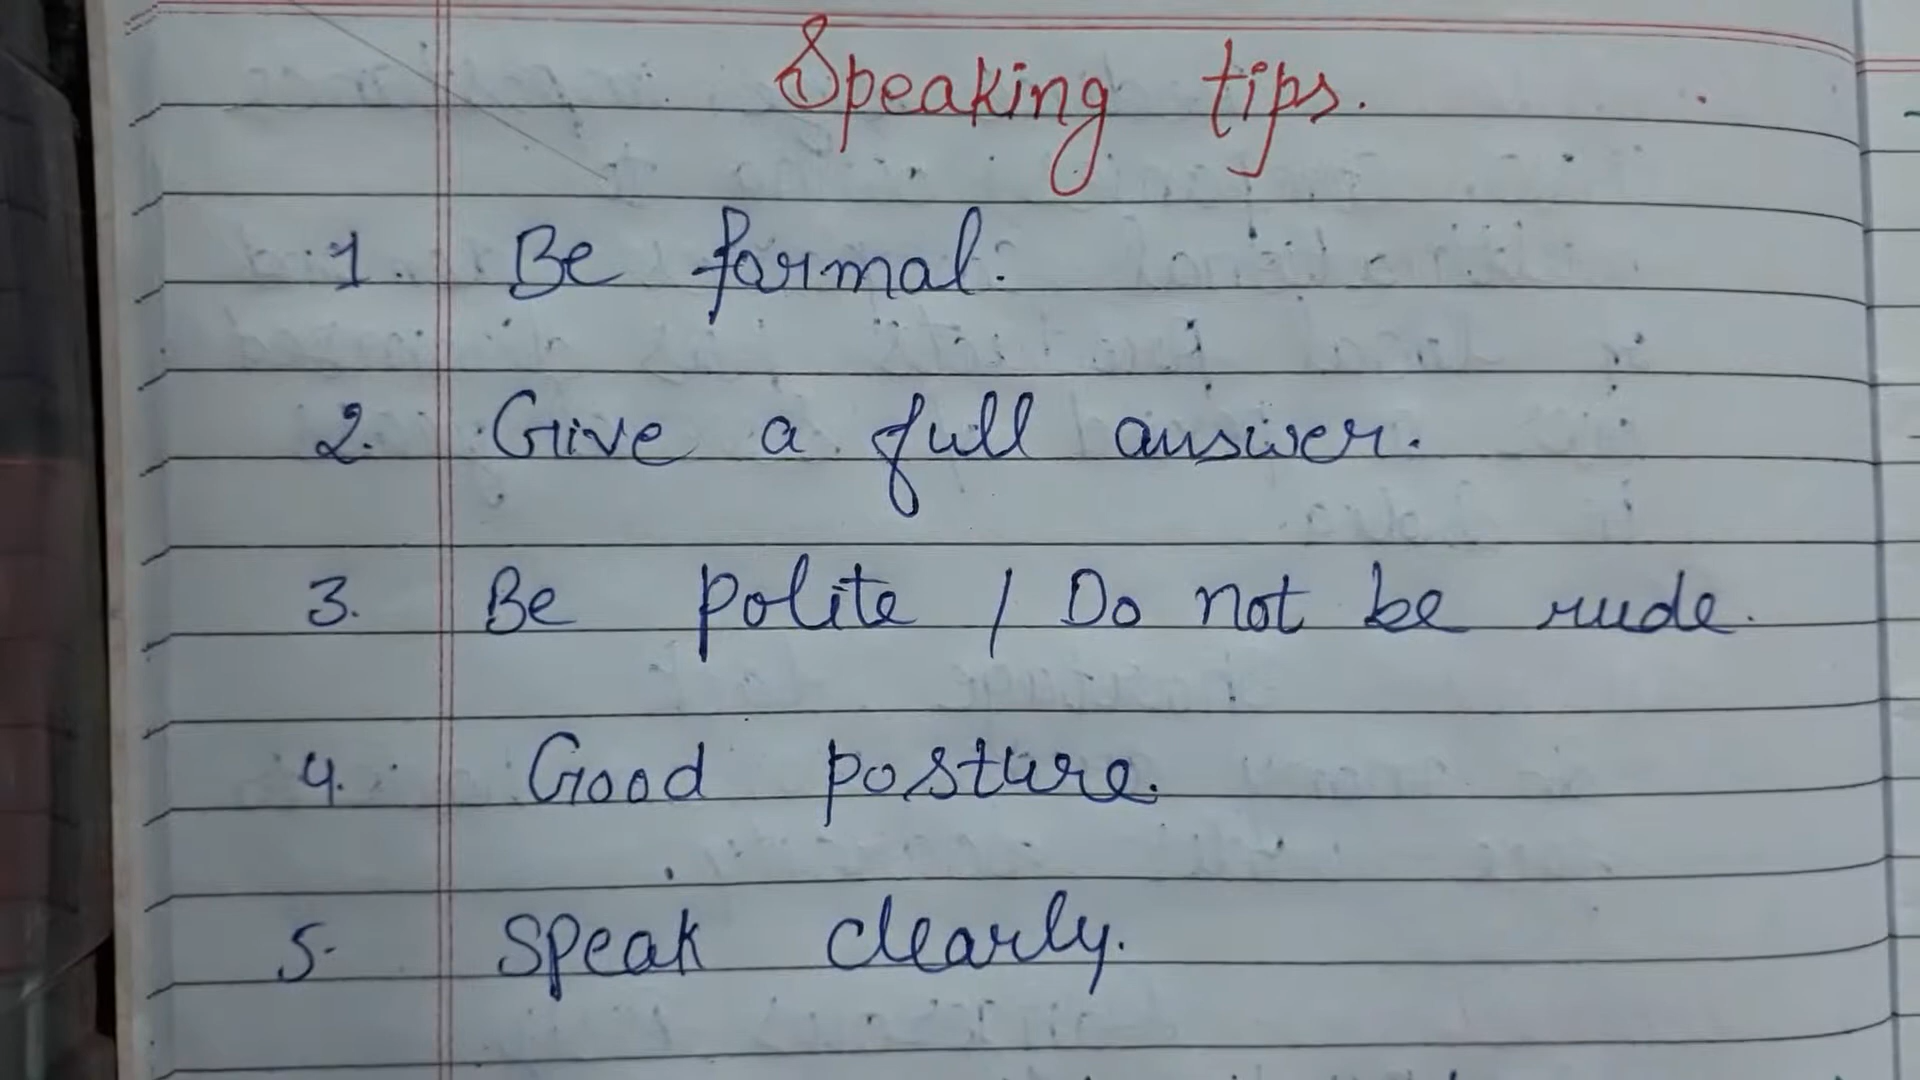 Speaking tips.
1. Be formal.
2. Give a full answer.
3. Be polite / Do not be rude.
4. Good posture.
5. Speak clearly.